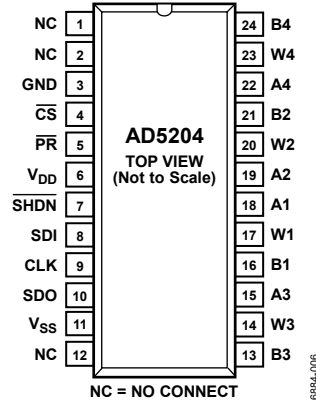 NC 1
NC 2
GND 3
CS 4
PR 5
VDD 6
SHDN 7
SDI 8
CLK 9
SDO 10
VSS 11
NC 12
AD5204
TOP VIEW
(Not to Scale)
24 B4
23 W4
22 A4
21 B2
20 W2
19 A2
18 A1
17 W1
16 B1
15 A3
14 W3
13 B3
NC = NO CONNECT